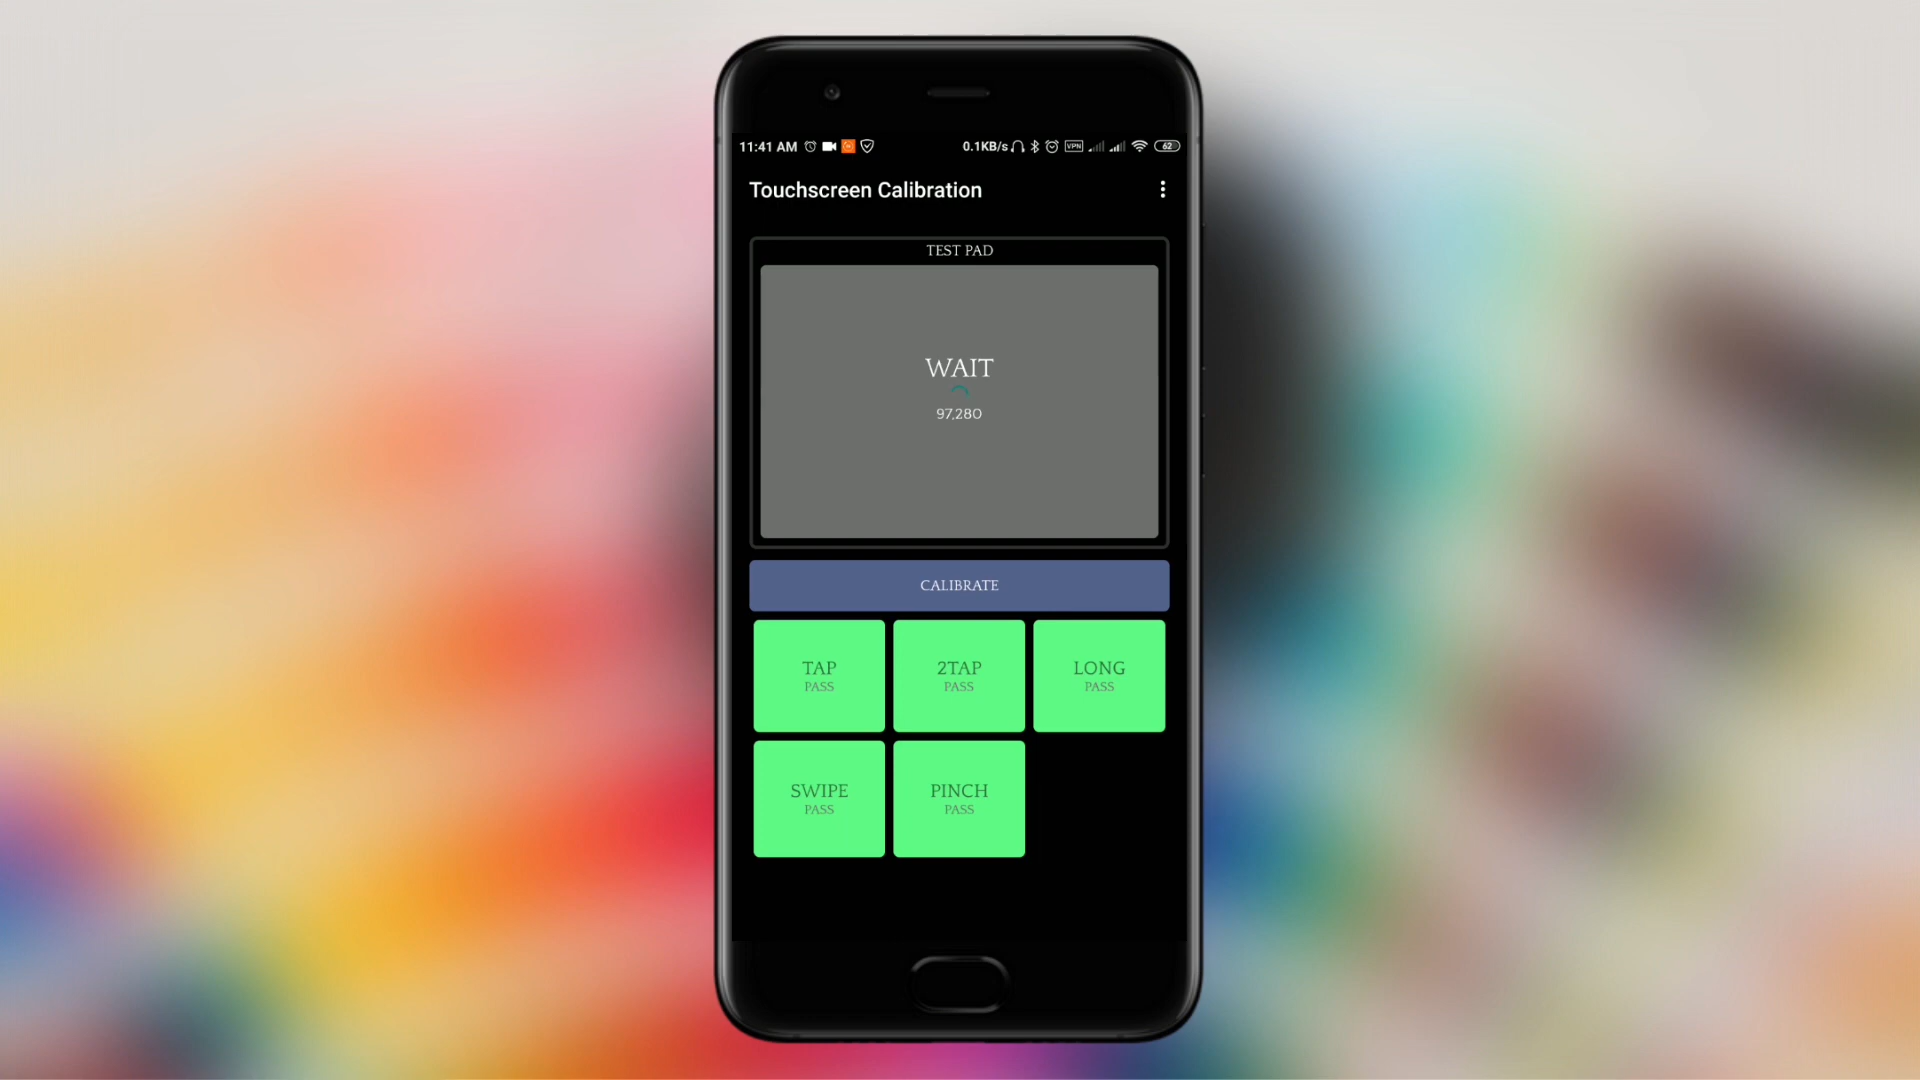 11:41 AM 0.1KB/s VPN 62
Touchscreen Calibration
TEST PAD
WAIT
97,280
CALIBRATE
TAP 2TAP LONG
PASS PASS PASS
SWIPE PINCH
PASS PASS